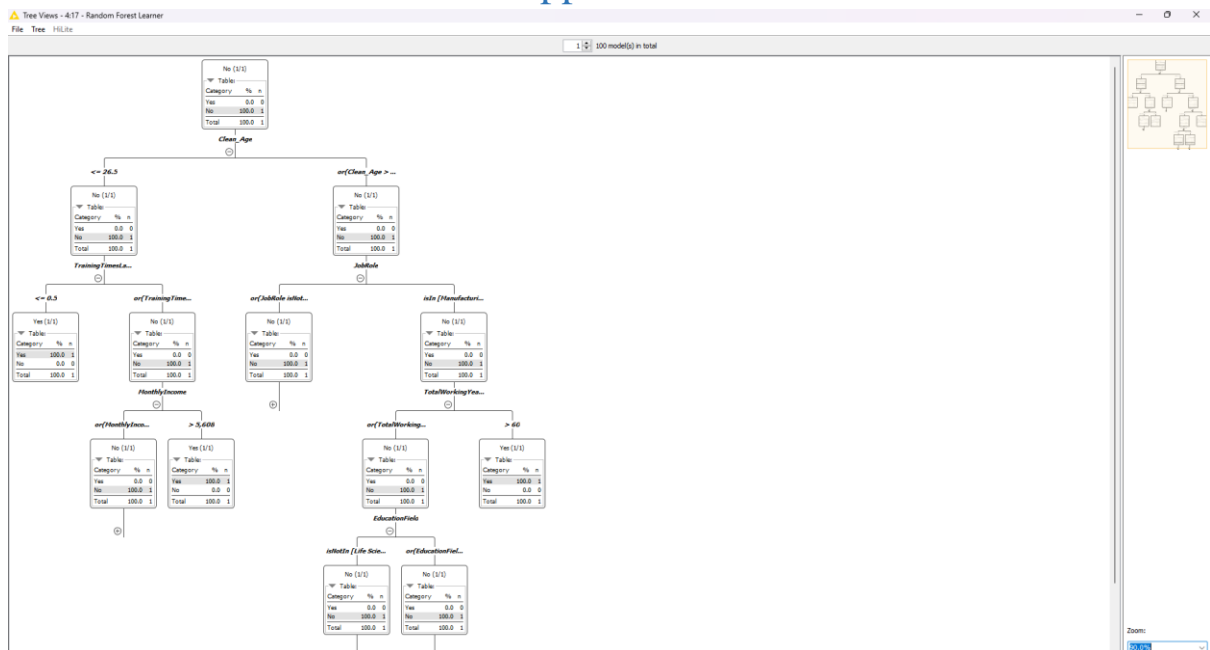 pp
Tree Views - 4:17 - Random Forest Learner
File Tree HiLite
1 100 model(s) in total
No (1/1)
Table:
Category % n
Yes 0.0 0
No 100.0 1
Total 100.0 1
Clean_Age
<= 26.5 or(Clean_Age > ...
No (1/1)
Table:
Category % n
Yes 0.0 0
No 100.0 1
Total 100.0 1
No (1/1)
Table:
Category % n
Yes 0.0 0
No 100.0 1
Total 100.0 1
TrainingTimesLa... JobRole
<= 0.5 or(TrainingTime... or(JobRole isNot... isIn [Manufacturi...
Yes (1/1)
Table:
Category % n
Yes 100.0 1
No 0.0 0
Total 100.0 1
No (1/1)
Table:
Category % n
Yes 0.0 0
No 100.0 1
Total 100.0 1
No (1/1)
Table:
Category % n
Yes 0.0 0
No 100.0 1
Total 100.0 1
No (1/1)
Table:
Category % n
Yes 0.0 0
No 100.0 1
Total 100.0 1
MonthlyIncome TotalWorkingYea...
or(MonthlyInco... > 5,608 or(TotalWorking... > 66
No (1/1)
Table:
Category % n
Yes 0.0 0
No 100.0 1
Total 100.0 1
Yes (1/1)
Table:
Category % n
Yes 100.0 1
No 0.0 0
Total 100.0 1
No (1/1)
Table:
Category % n
Yes 0.0 0
No 100.0 1
Total 100.0 1
Yes (1/1)
Table:
Category % n
Yes 100.0 1
No 0.0 0
Total 100.0 1
EducationField
isNotIn [Life Scie... or(EducationFiel...
No (1/1)
Table:
Category % n
Yes 0.0 0
No 100.0 1
Total 100.0 1
No (1/1)
Table:
Category % n
Yes 0.0 0
No 100.0 1
Total 100.0 1
Zoom:
90.0%